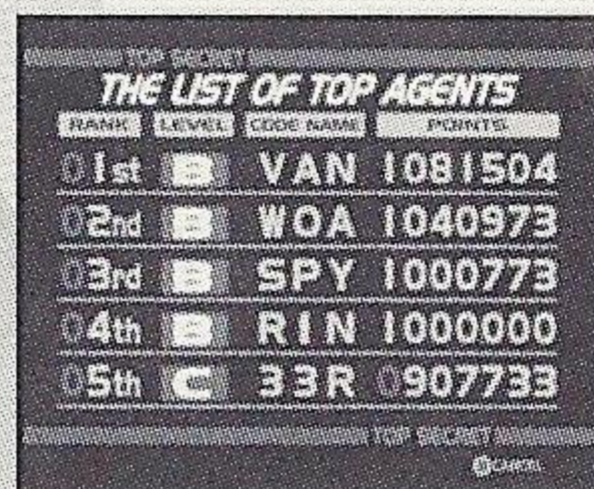 TOP SECRET
THE LIST OF TOP AGENTS
RANK LEVEL CODE NAME POINTS
01st B VAN 1081504
02nd B WOA 1040973
03rd B SPY 1000773
04th B RIN 1000000
05th C 33R 0907733
TOP SECRET
CANCEL